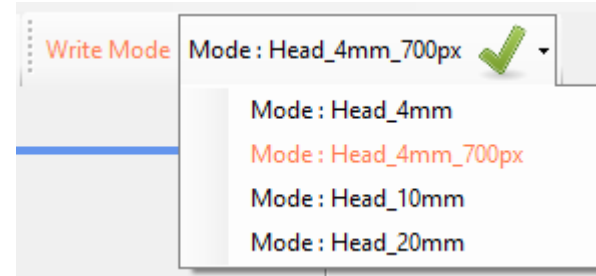 Write Mode Mode : Head_4mm_700px
Mode : Head_4mm
Mode : Head_4mm_700px
Mode : Head_10mm
Mode : Head_20mm